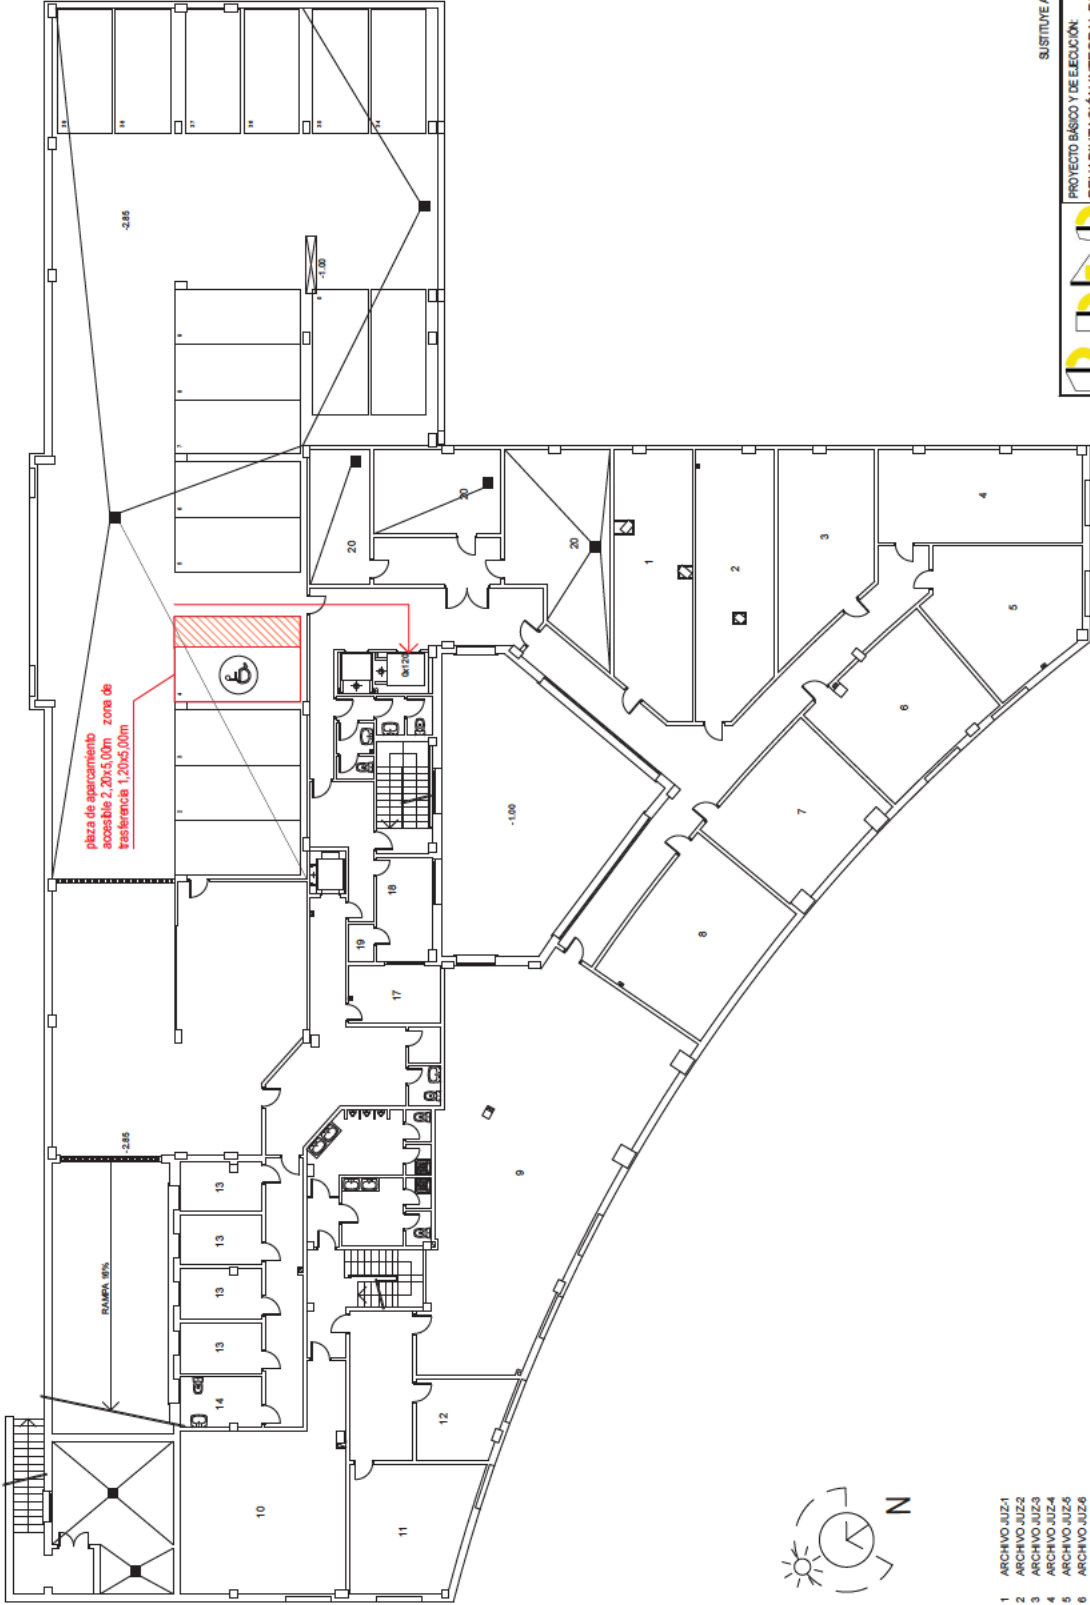 SUSTITUYE A
PROYECTO BÁSICO Y DE EJECUCIÓN:
-2.85
-1.00
plaza de aparcamiento
accesible 2,20x5,00m zona de
trasferencia 1,20x5,00m
4
20
20
20
1
2
3
4
5
6
7
8
-1.00
18
19
17
9
-2.85
RAMPA 16%
13
13
13
13
14
12
10
11
N
1 ARCHIVO JUZ-1
2 ARCHIVO JUZ-2
3 ARCHIVO JUZ-3
4 ARCHIVO JUZ-4
5 ARCHIVO JUZ-5
6 ARCHIVO JUZ-6